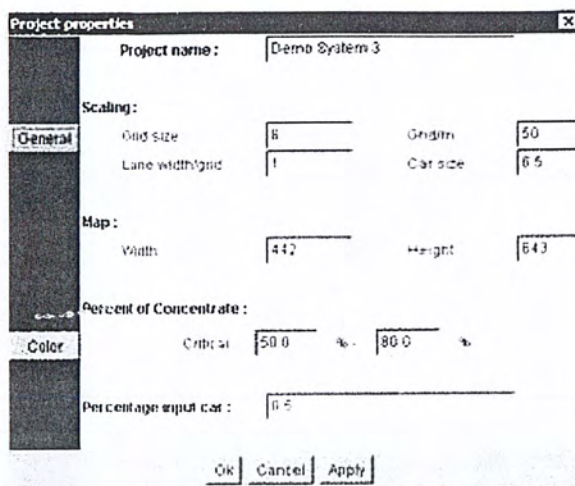 Project properties
Project name : Demo System 3
Scaling :
General
Grid size 8 Grid/m 50
Lane width/grid 1 Car size 6.5
Map :
Width 442 Height 643
Percent of Concentrate :
Color
Critical 50.0 % - 80.0 %
Percentage input car :
Ok Cancel Apply